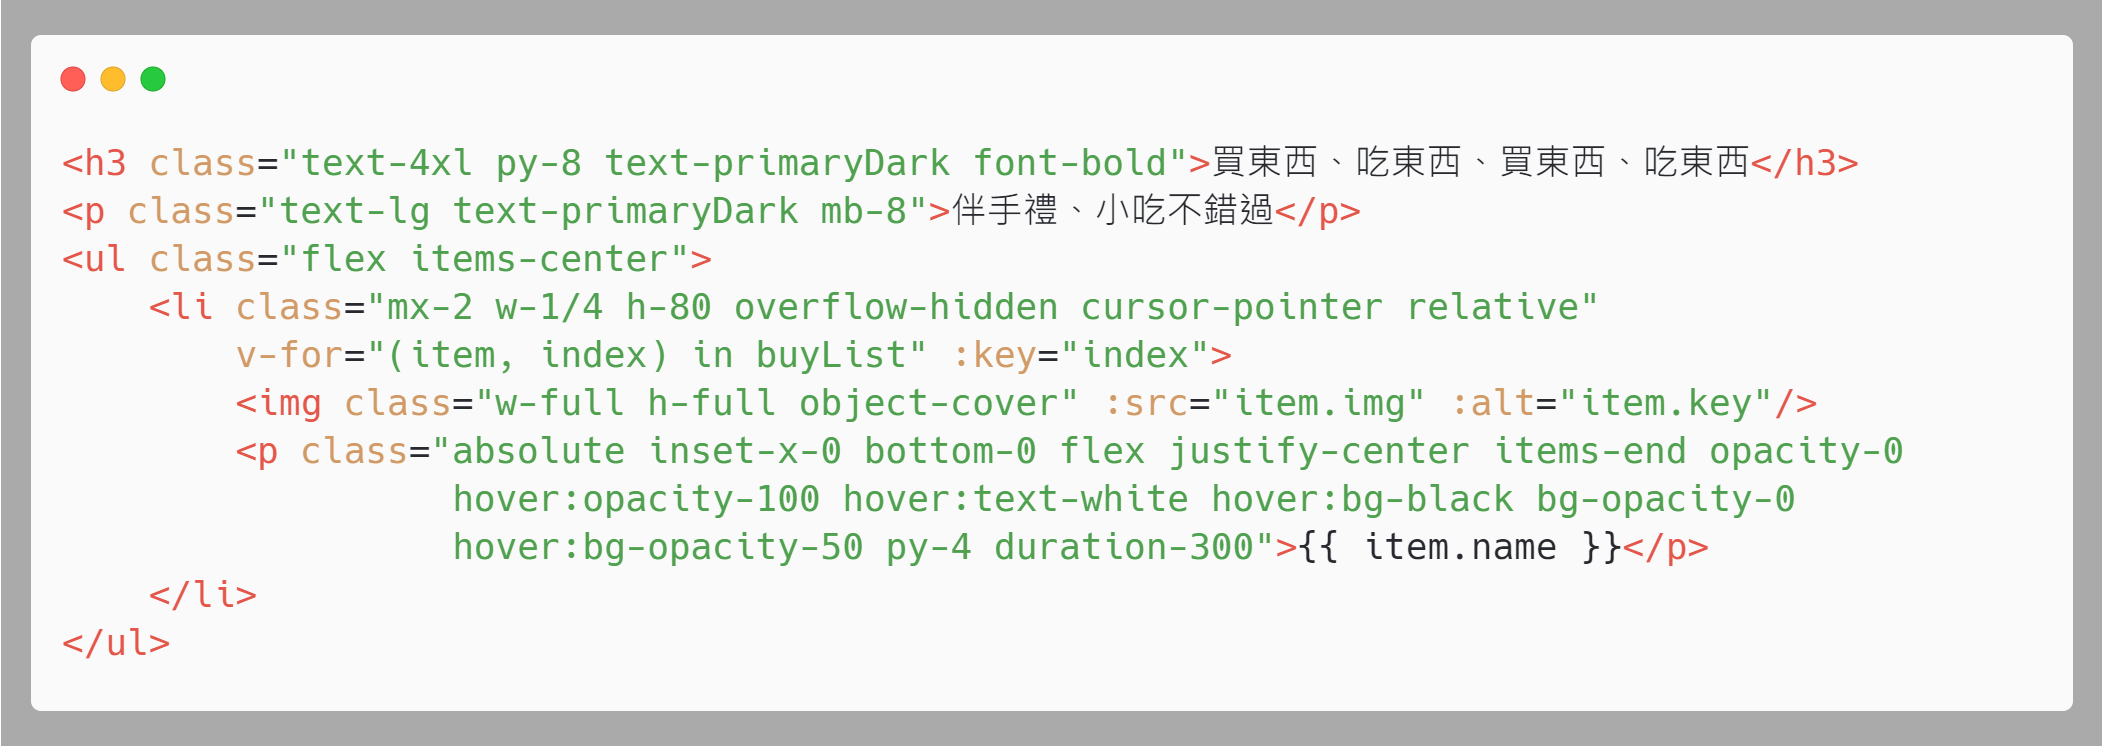 <h3 class="text-4xl py-8 text-primaryDark font-bold">買東西、吃東西、買東西、吃東西</h3>
<p class="text-lg text-primaryDark mb-8">伴手禮、小吃不錯過</p>
<ul class="flex items-center">
    <li class="mx-2 w-1/4 h-80 overflow-hidden cursor-pointer relative"
        v-for="(item, index) in buyList" :key="index">
        <img class="w-full h-full object-cover" :src="item.img" :alt="item.key"/>
        <p class="absolute inset-x-0 bottom-0 flex justify-center items-end opacity-0
                  hover:opacity-100 hover:text-white hover:bg-black bg-opacity-0
                  hover:bg-opacity-50 py-4 duration-300">{{ item.name }}</p>
    </li>
</ul>